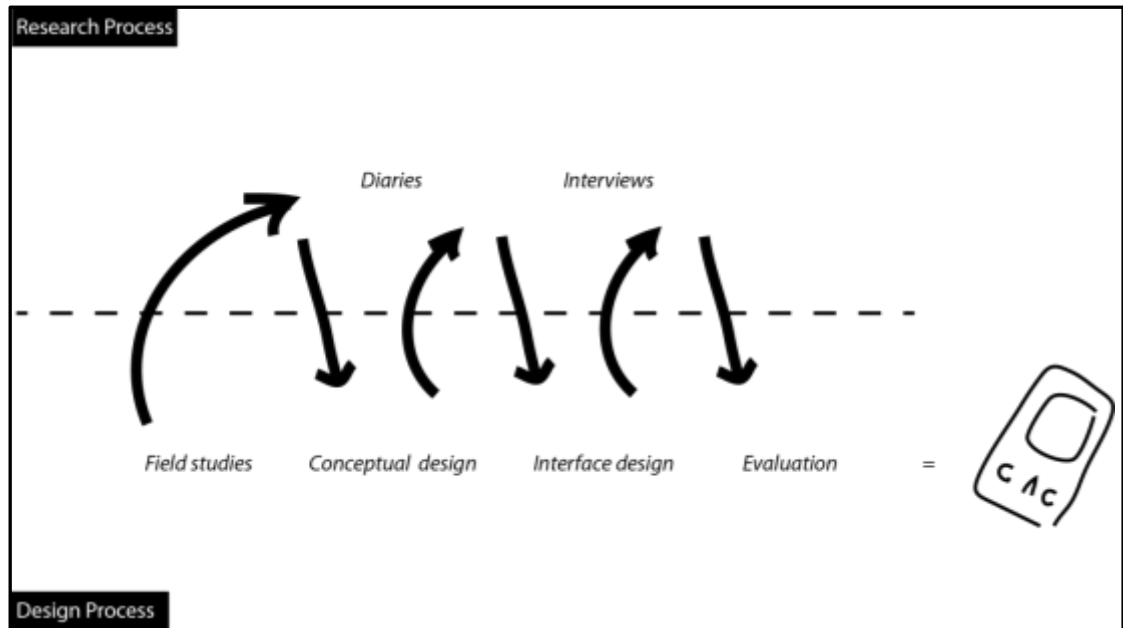 Research Process
Diaries Interviews
Field studies Conceptual design Interface design Evaluation =
C Λ C
Design Process